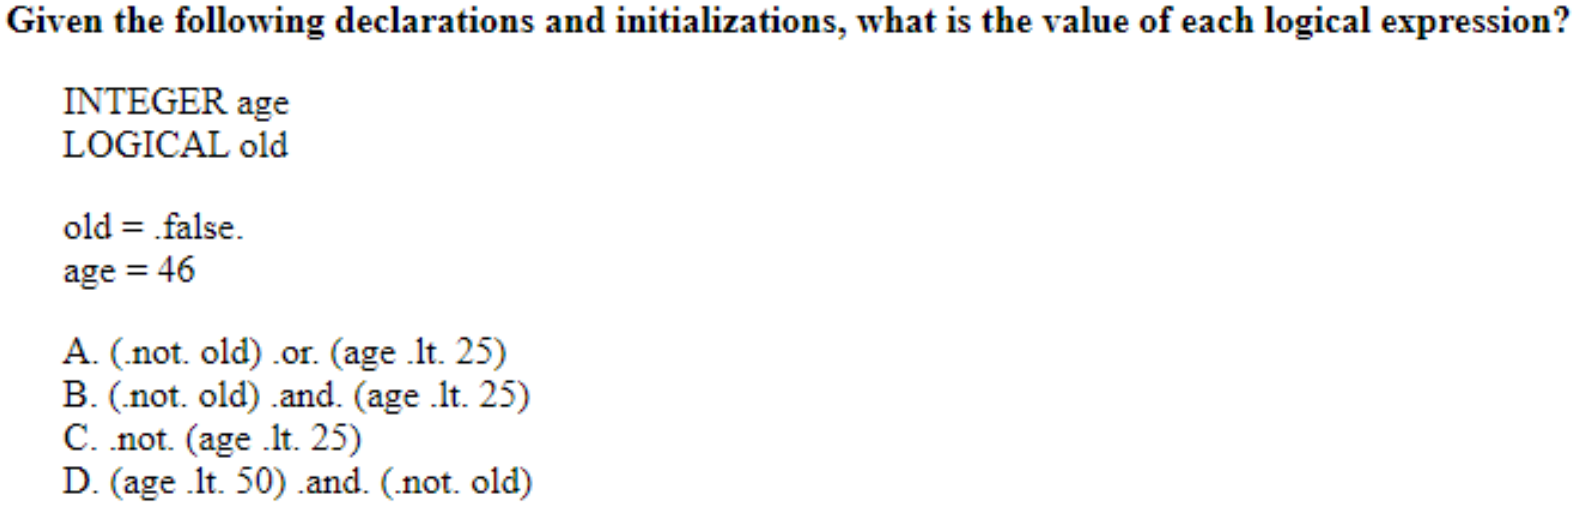 Given the following declarations and initializations, what is the value of each logical expression?
INTEGER age
LOGICAL old
old = .false.
age = 46
A. (.not. old) .or. (age .lt. 25)
B. (.not. old) .and. (age .lt. 25)
C. .not. (age .lt. 25)
D. (age .lt. 50) .and. (.not. old)